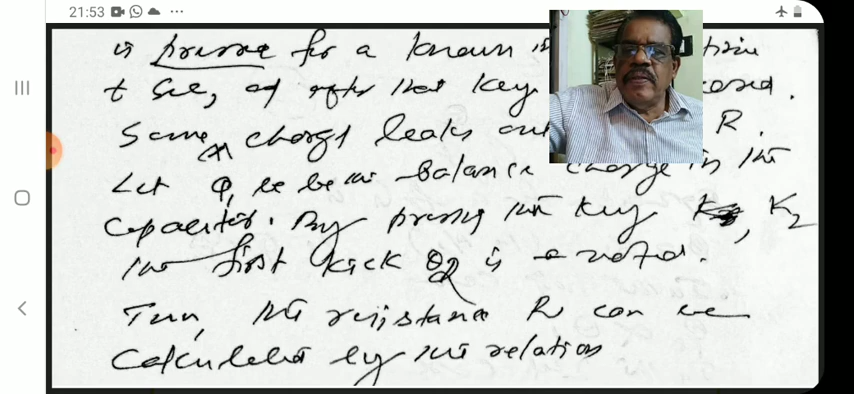 21:53
is pressed for a known
t sec, and after that key
Some charge leaks out R.
Let Q, be the balance charge in the
capacitor. By pressing the key K2
the first kick θ2 is noted.
Then, the resistance R can be
Calculated by the relation